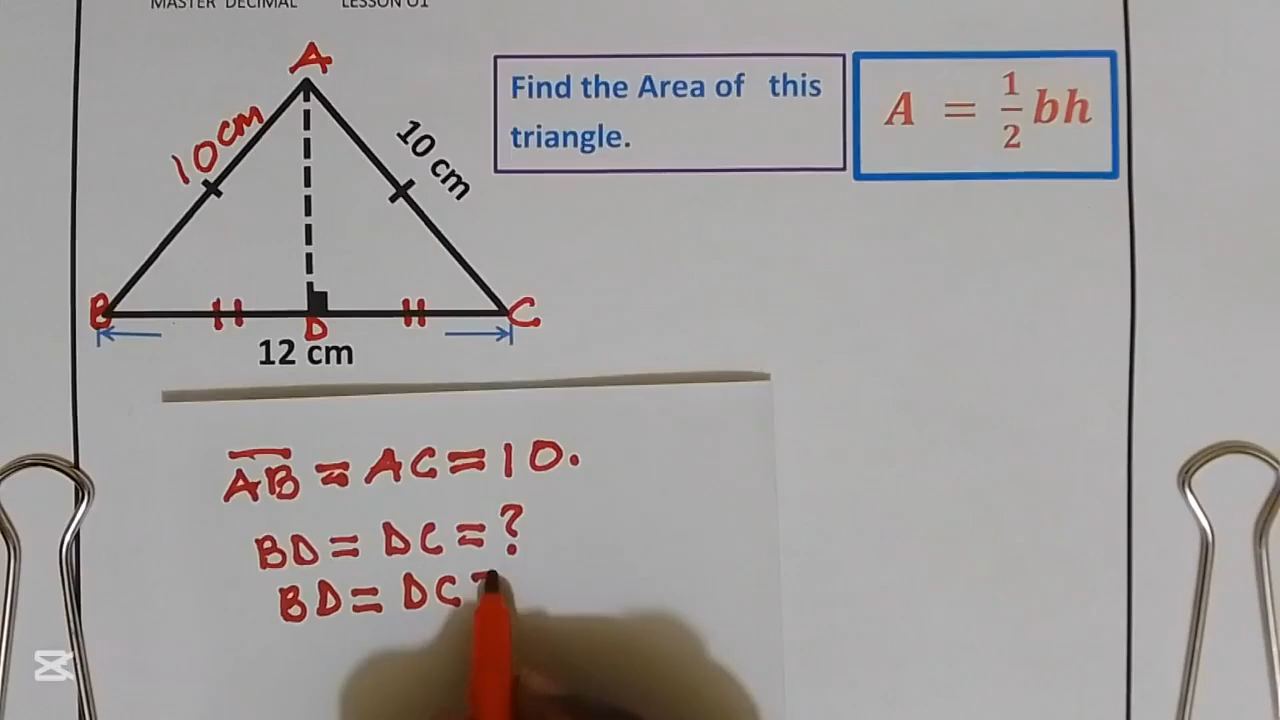 MASTER DECIMAL LESSON 01
A
10cm
10 cm
B
D
C
12 cm
Find the Area of this
triangle.
A = 1/2 bh
AB = AC = 10.
BD = DC = ?
BD = DC =